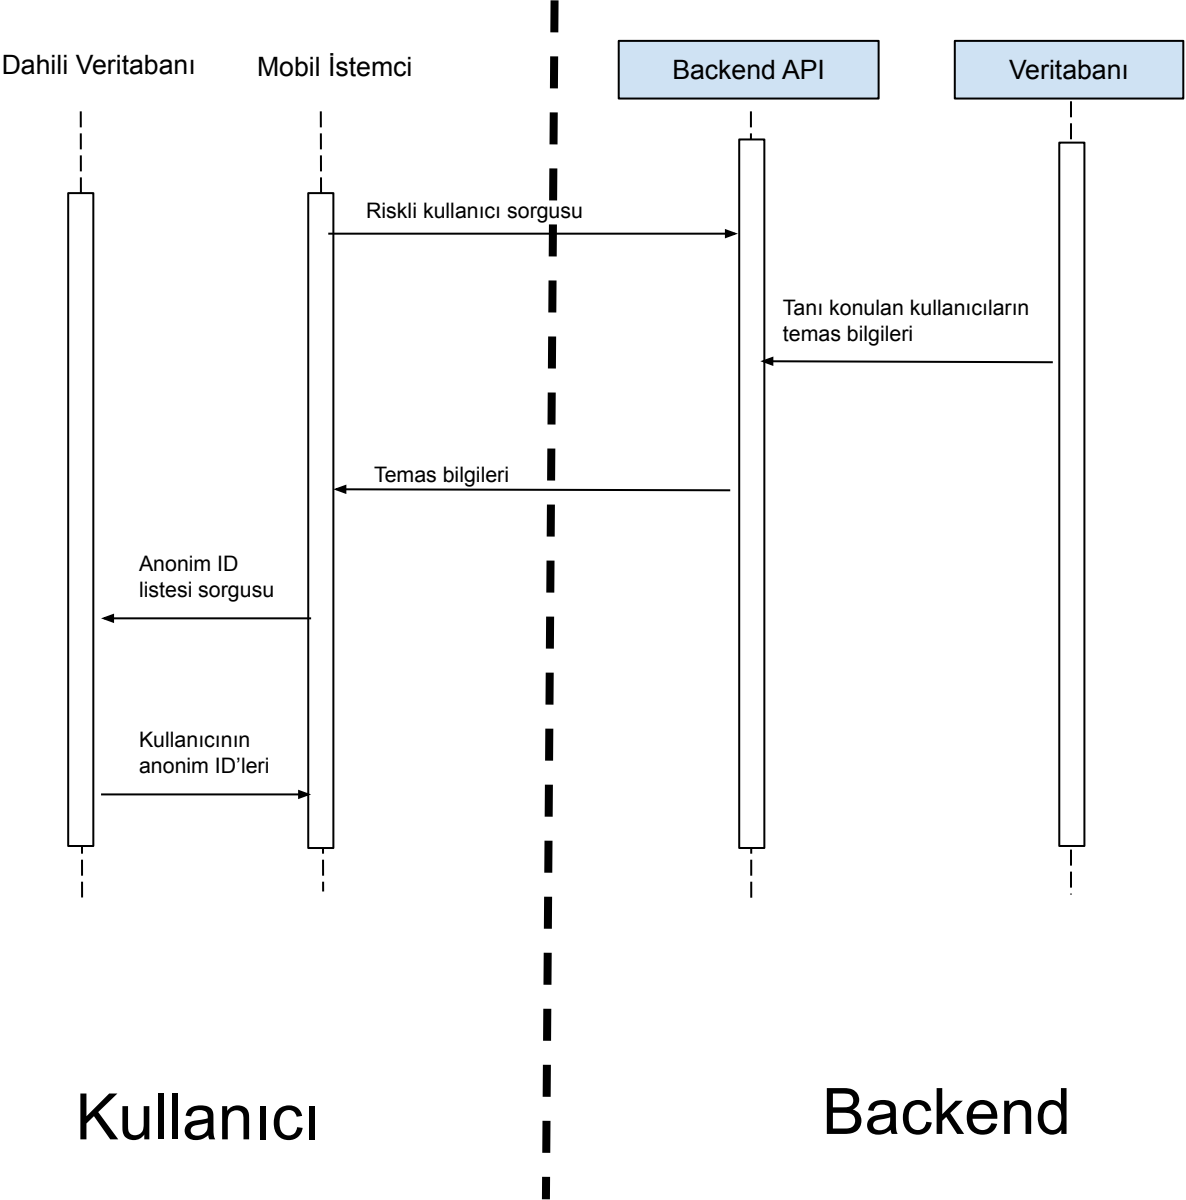 Dahili Veritabanı
Mobil İstemci
Backend API
Veritabanı
Riskli kullanıcı sorgusu
Tanı konulan kullanıcıların
temas bilgileri
Temas bilgileri
Anonim ID
listesi sorgusu
Kullanıcının
anonim ID’leri
Kullanıcı
Backend